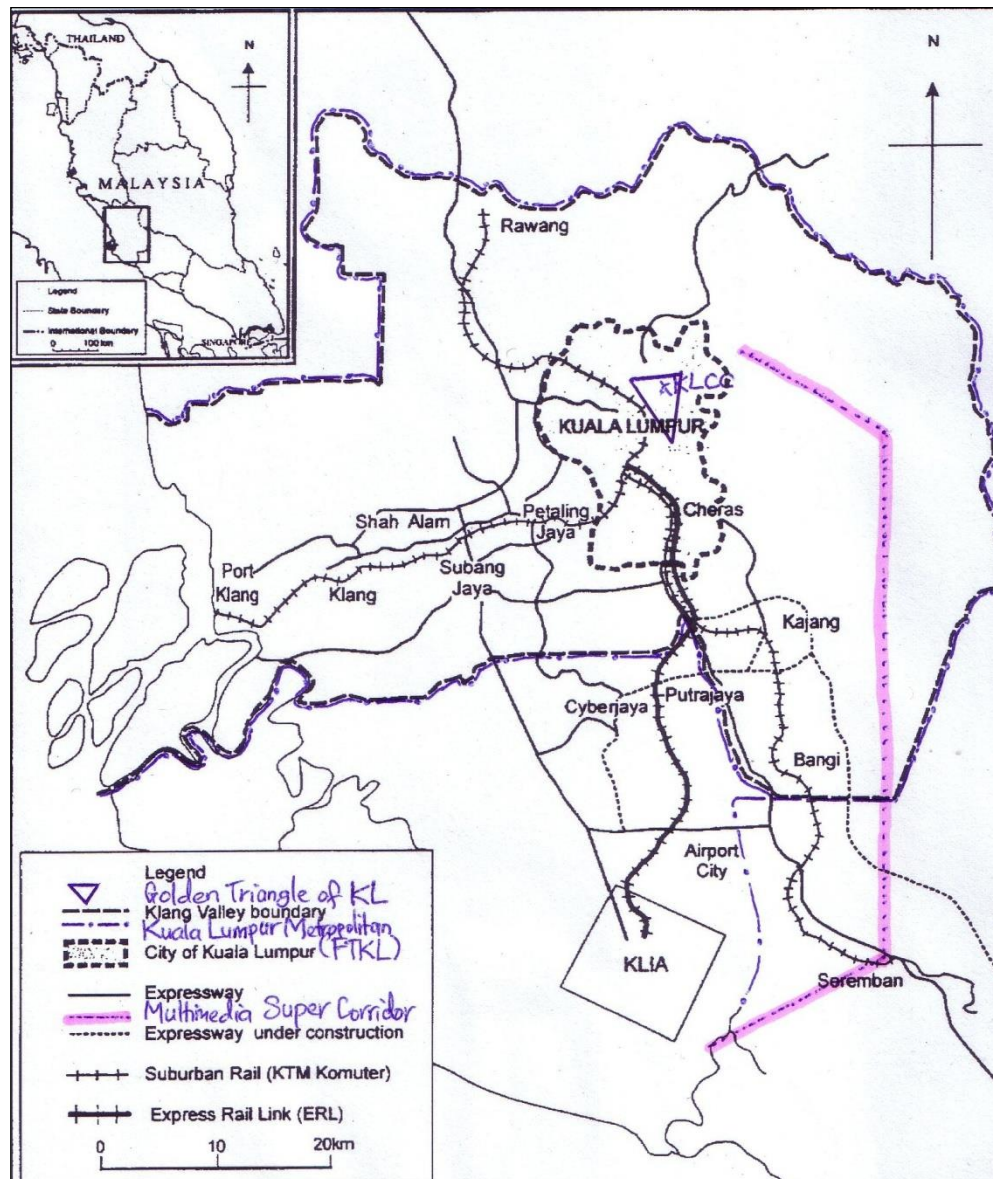 THAILAND
N
MALAYSIA
Legend
State Boundary
International Boundary
0 100 km
SINGAPORE
N
Rawang
KLCC
KUALA LUMPUR
Cheras
Shah Alam
Petaling
Jaya
Port
Klang
Klang
Subang
Jaya
Kajang
Cyberjaya
Putrajaya
Bangi
Airport
City
KLIA
Seremban
Legend
Golden Triangle of KL
Klang Valley boundary
Kuala Lumpur Metropolitan
City of Kuala Lumpur (FTKL)
Expressway
Multimedia Super Corridor
Expressway under construction
Suburban Rail (KTM Komuter)
Express Rail Link (ERL)
0 10 20km